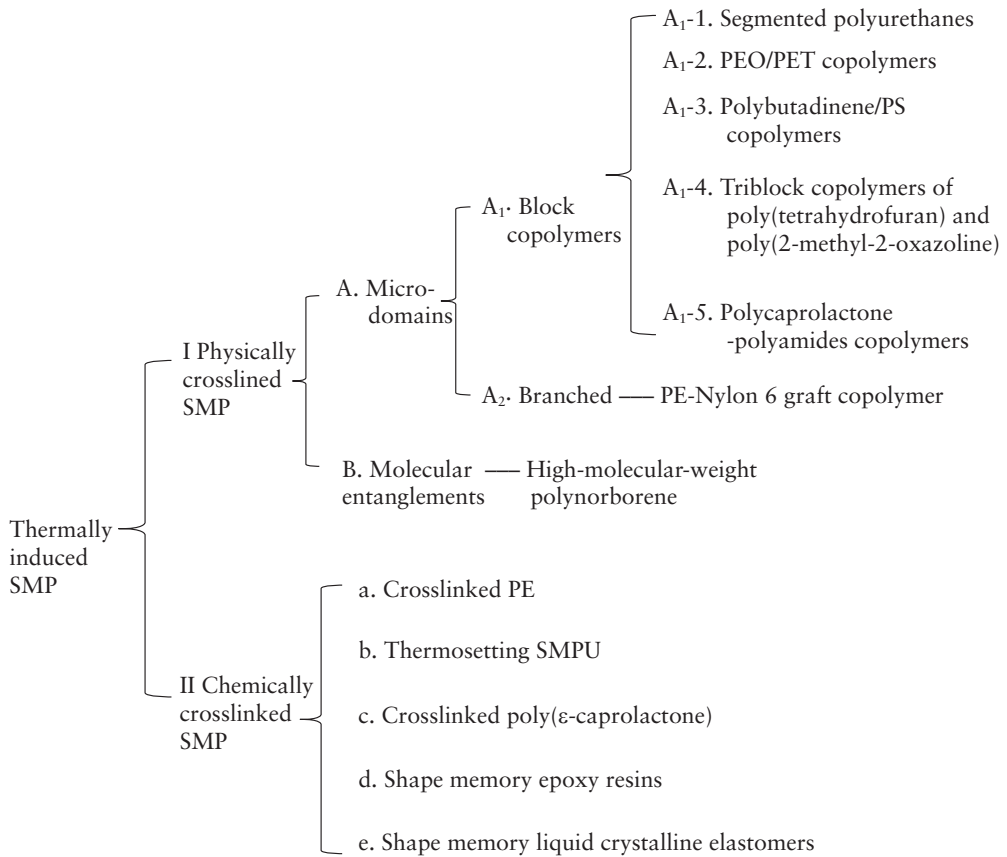 Thermally
induced
SMP
I Physically
crosslined
SMP
A. Micro-
domains
A₁. Block
copolymers
A₁-1. Segmented polyurethanes
A₁-2. PEO/PET copolymers
A₁-3. Polybutadinene/PS
copolymers
A₁-4. Triblock copolymers of
poly(tetrahydrofuran) and
poly(2-methyl-2-oxazoline)
A₁-5. Polycaprolactone
-polyamides copolymers
A₂. Branched — PE-Nylon 6 graft copolymer
B. Molecular — High-molecular-weight
entanglements polynorborene
II Chemically
crosslinked
SMP
a. Crosslinked PE
b. Thermosetting SMPU
c. Crosslinked poly(ε-caprolactone)
d. Shape memory epoxy resins
e. Shape memory liquid crystalline elastomers